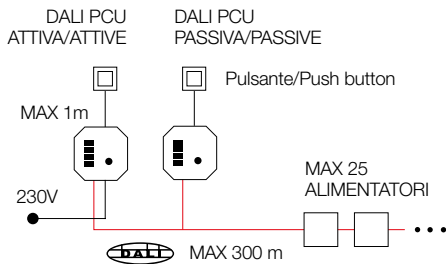 DALI PCU
ATTIVA/ATTIVE
DALI PCU
PASSIVA/PASSIVE
Pulsante/Push button
MAX 1m
MAX 25
ALIMENTATORI
230V
DALI
MAX 300 m